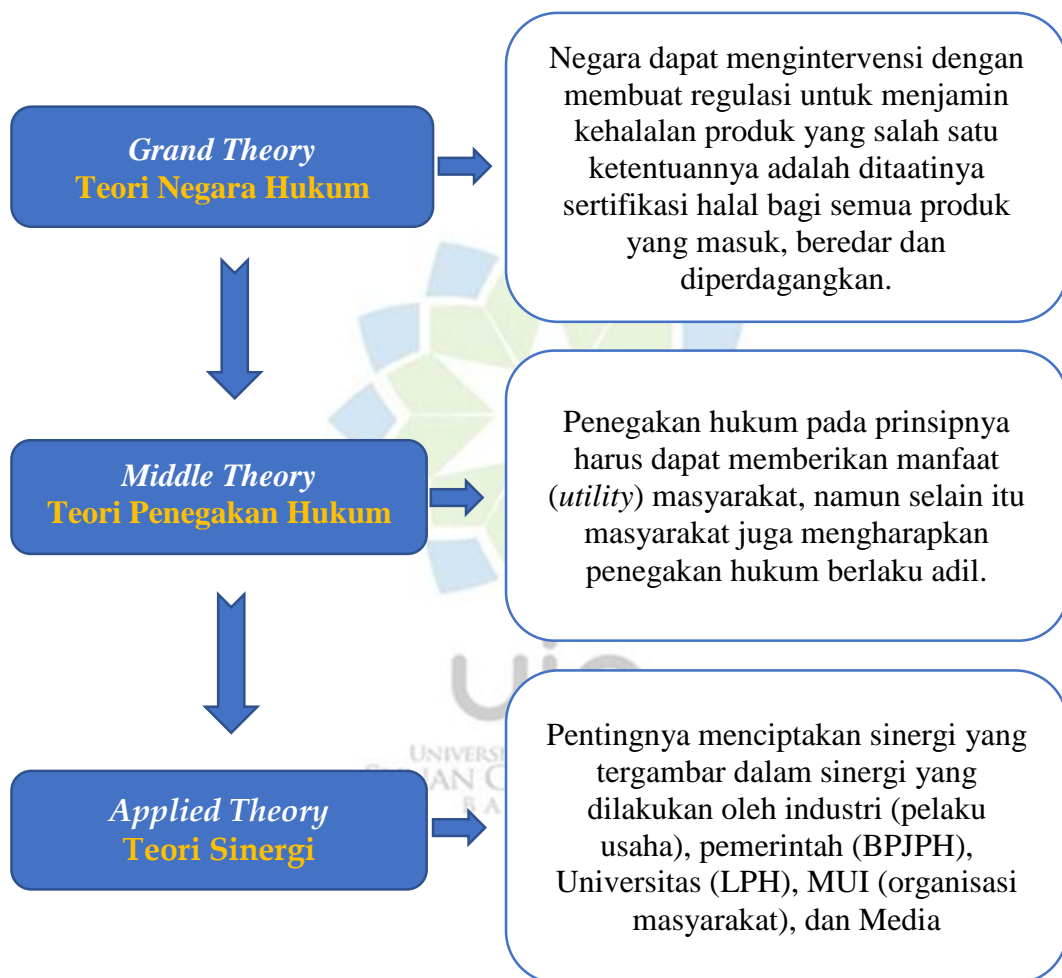 Grand Theory
Teori Negara Hukum
Negara dapat mengintervensi dengan
membuat regulasi untuk menjamin
kehalalan produk yang salah satu
ketentuannya adalah ditaatinya
sertifikasi halal bagi semua produk
yang masuk, beredar dan
diperdagangkan.
Middle Theory
Teori Penegakan Hukum
Penegakan hukum pada prinsipnya
harus dapat memberikan manfaat
(utility) masyarakat, namun selain itu
masyarakat juga mengharapkan
penegakan hukum berlaku adil.
Applied Theory
Teori Sinergi
Pentingnya menciptakan sinergi yang
tergambar dalam sinergi yang
dilakukan oleh industri (pelaku
usaha), pemerintah (BPJPH),
Universitas (LPH), MUI (organisasi
masyarakat), dan Media